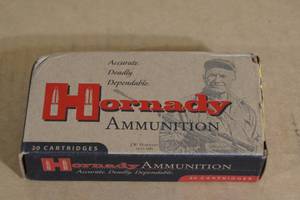 Accurate.
Deadly.
Dependable.
Hornady
AMMUNITION
20 CARTRIDGES
Hornady AMMUNITION
Accurate. Deadly. Dependable.
20 CARTRIDGES